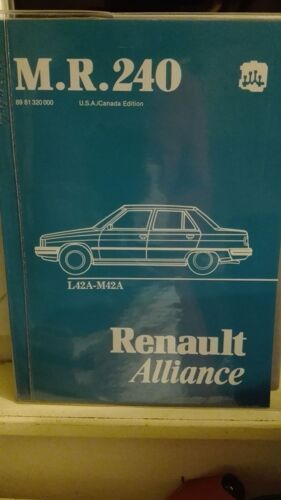 M.R.240
89 81 320 000 U.S.A./Canada Edition
L42A-M42A
Renault
Alliance